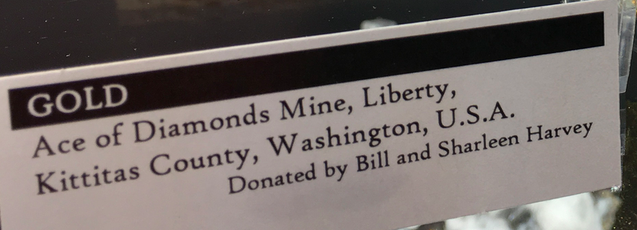 GOLD
Ace of Diamonds Mine, Liberty,
Kittitas County, Washington, U.S.A.
Donated by Bill and Sharleen Harvey